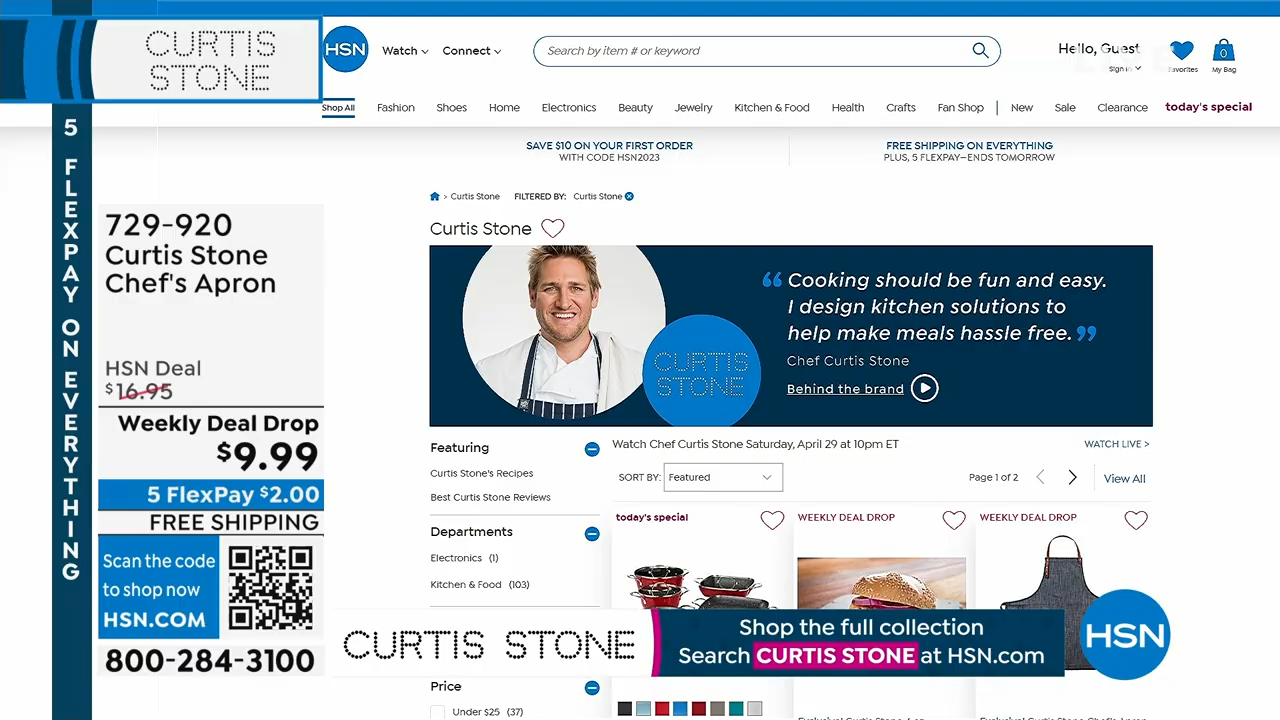 CURTIS
STONE
5 FLEXPAY ON EVERYTHING
729-920
Curtis Stone
Chef's Apron
HSN Deal
$16.95
Weekly Deal Drop
$9.99
5 FlexPay $2.00
FREE SHIPPING
Scan the code
to shop now
HSN.COM
800-284-3100
HSN
Watch
Connect
Search by item # or keyword
Hello, Guest
Sign In
Favorites
0
My Bag
Shop All Fashion Shoes Home Electronics Beauty Jewelry Kitchen & Food Health Crafts Fan Shop | New Sale Clearance today's special
SAVE $10 ON YOUR FIRST ORDER
WITH CODE HSN2023
FREE SHIPPING ON EVERYTHING
PLUS, 5 FLEXPAY—ENDS TOMORROW
> Curtis Stone FILTERED BY: Curtis Stone
Curtis Stone
“Cooking should be fun and easy.
I design kitchen solutions to
help make meals hassle free.”
Chef Curtis Stone
Behind the brand
CURTIS
STONE
Featuring
Curtis Stone's Recipes
Best Curtis Stone Reviews
Departments
Electronics (1)
Kitchen & Food (103)
Price
Under $25 (37)
Watch Chef Curtis Stone Saturday, April 29 at 10pm ET
WATCH LIVE >
SORT BY: Featured
Page 1 of 2
View All
today's special
WEEKLY DEAL DROP
WEEKLY DEAL DROP
CURTIS STONE
Shop the full collection
Search CURTIS STONE at HSN.com
HSN